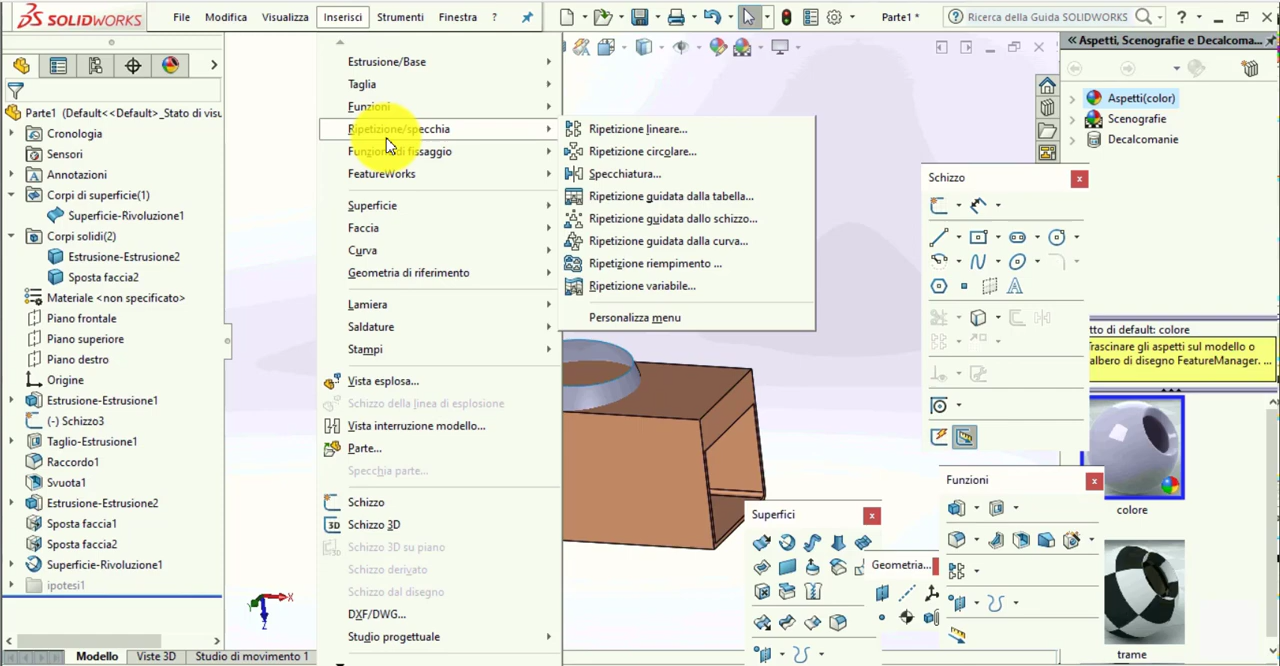 SOLIDWORKS
File
Modifica
Visualizza
Inserisci
Strumenti
Finestra
?
Parte1 *
Ricerca della Guida SOLIDWORKS
?
Parte1 (Default<<Default>_Stato di visu
Cronologia
Sensori
Annotazioni
Corpi di superficie(1)
Superficie-Rivoluzione1
Corpi solidi(2)
Estrusione-Estrusione2
Sposta faccia2
Materiale <non specificato>
Piano frontale
Piano superiore
Piano destro
Origine
Estrusione-Estrusione1
(-) Schizzo3
Taglio-Estrusione1
Raccordo1
Svuota1
Estrusione-Estrusione2
Sposta faccia1
Sposta faccia2
Superficie-Rivoluzione1
ipotesi1
Modello
Viste 3D
Studio di movimento 1
Estrusione/Base
Taglia
Funzioni
Ripetizione/specchia
Funzioni di fissaggio
FeatureWorks
Superficie
Faccia
Curva
Geometria di riferimento
Lamiera
Saldature
Stampi
Vista esplosa...
Schizzo della linea di esplosione
Vista interruzione modello...
Parte...
Specchia parte...
Schizzo
3D Schizzo 3D
Schizzo 3D su piano
Schizzo derivato
Schizzo dal disegno
DXF/DWG...
Studio progettuale
Ripetizione lineare...
Ripetizione circolare...
Specchiatura...
Ripetizione guidata dalla tabella...
Ripetizione guidata dallo schizzo...
Ripetizione guidata dalla curva...
Ripetizione riempimento ...
Ripetizione variabile...
Personalizza menu
X
Z
Schizzo
x
Superfici
x
Geometria...
Funzioni
x
Aspetti, Scenografie e Decalcoma...
Aspetti(color)
Scenografie
Decalcomanie
tto di default: colore
Trascinare gli aspetti sul modello o
albero di disegno FeatureManager. ...
colore
trame